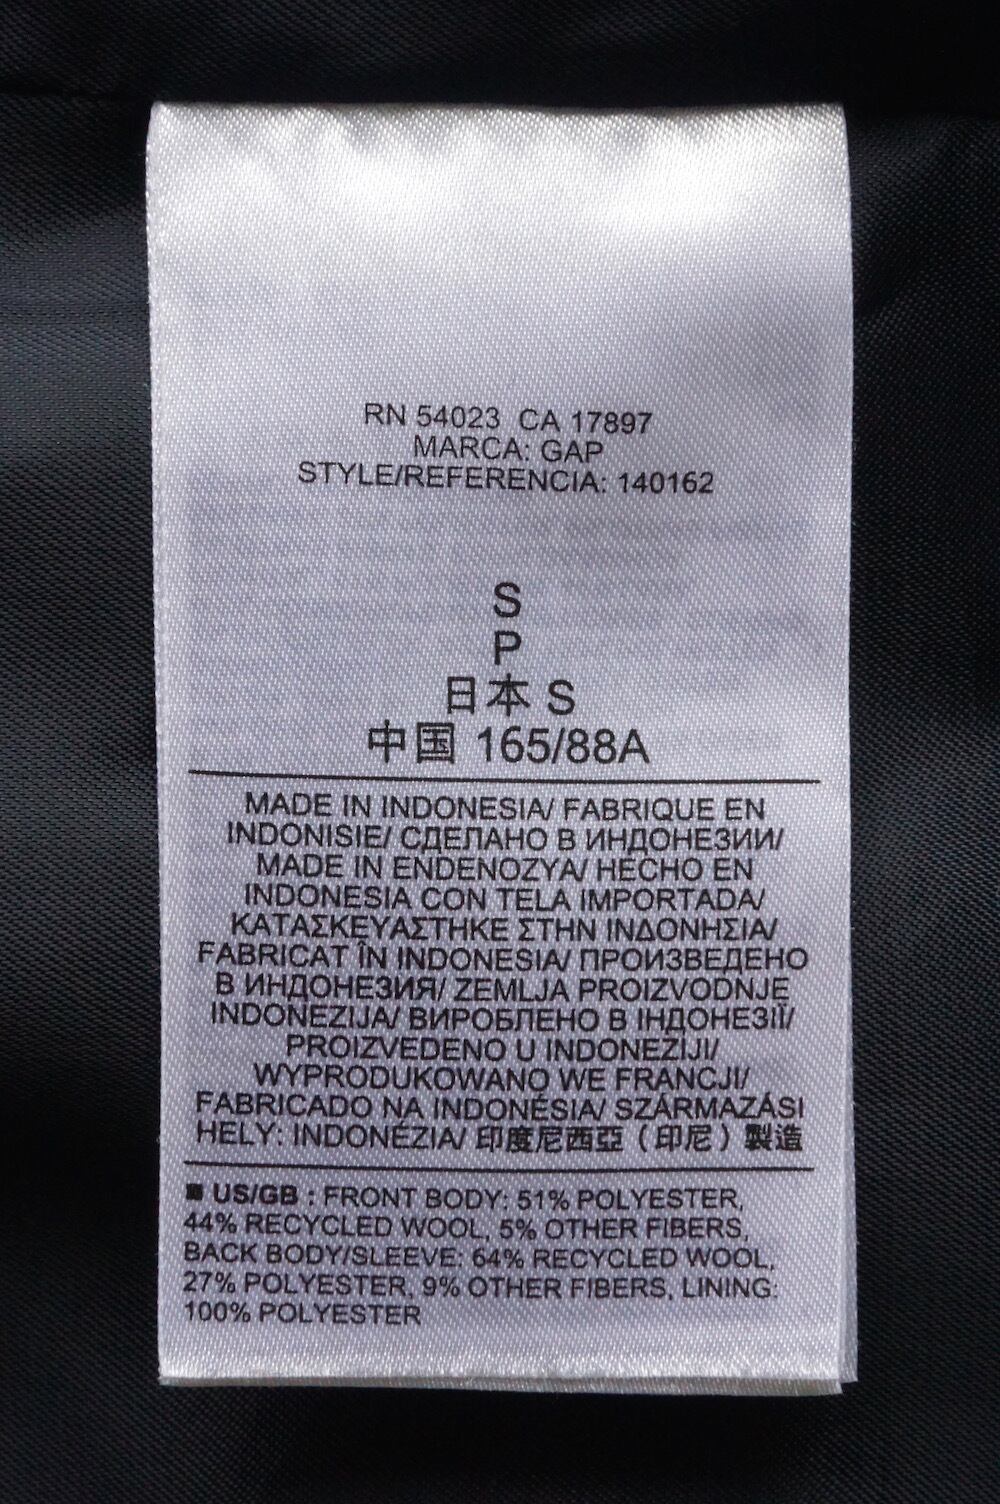 RN 54023 CA 17897
MARCA: GAP
STYLE/REFERENCIA: 140162
S
P
日本 S
中国 165/88A
MADE IN INDONESIA/ FABRIQUE EN
INDONISIE/ СДЕЛАНО В ИНДОНЕЗИИ/
MADE IN ENDENOZYA/ HECHO EN
INDONESIA CON TELA IMPORTADA/
ΚΑΤΑΣΚΕΥΑΣΤΗΚΕ ΣΤΗΝ ΙΝΔΟΝΗΣΙΑ/
FABRICAT ÎN INDONESIA/ ПРОИЗВЕДЕНО
В ИНДОНЕЗИЯ/ ZEMLJA PROIZVODNJE
INDONEZIJA/ ВИРОБЛЕНО В ІНДОНЕЗІЇ/
PROIZVEDENO U INDONEZIJI/
WYPRODUKOWANO WE FRANCJI/
FABRICADO NA INDONÉSIA/ SZÁRMAZÁSI
HELY: INDONÉZIA/ 印度尼西亞（印尼）製造
■ US/GB : FRONT BODY: 51% POLYESTER,
44% RECYCLED WOOL, 5% OTHER FIBERS,
BACK BODY/SLEEVE: 64% RECYCLED WOOL,
27% POLYESTER, 9% OTHER FIBERS, LINING:
100% POLYESTER